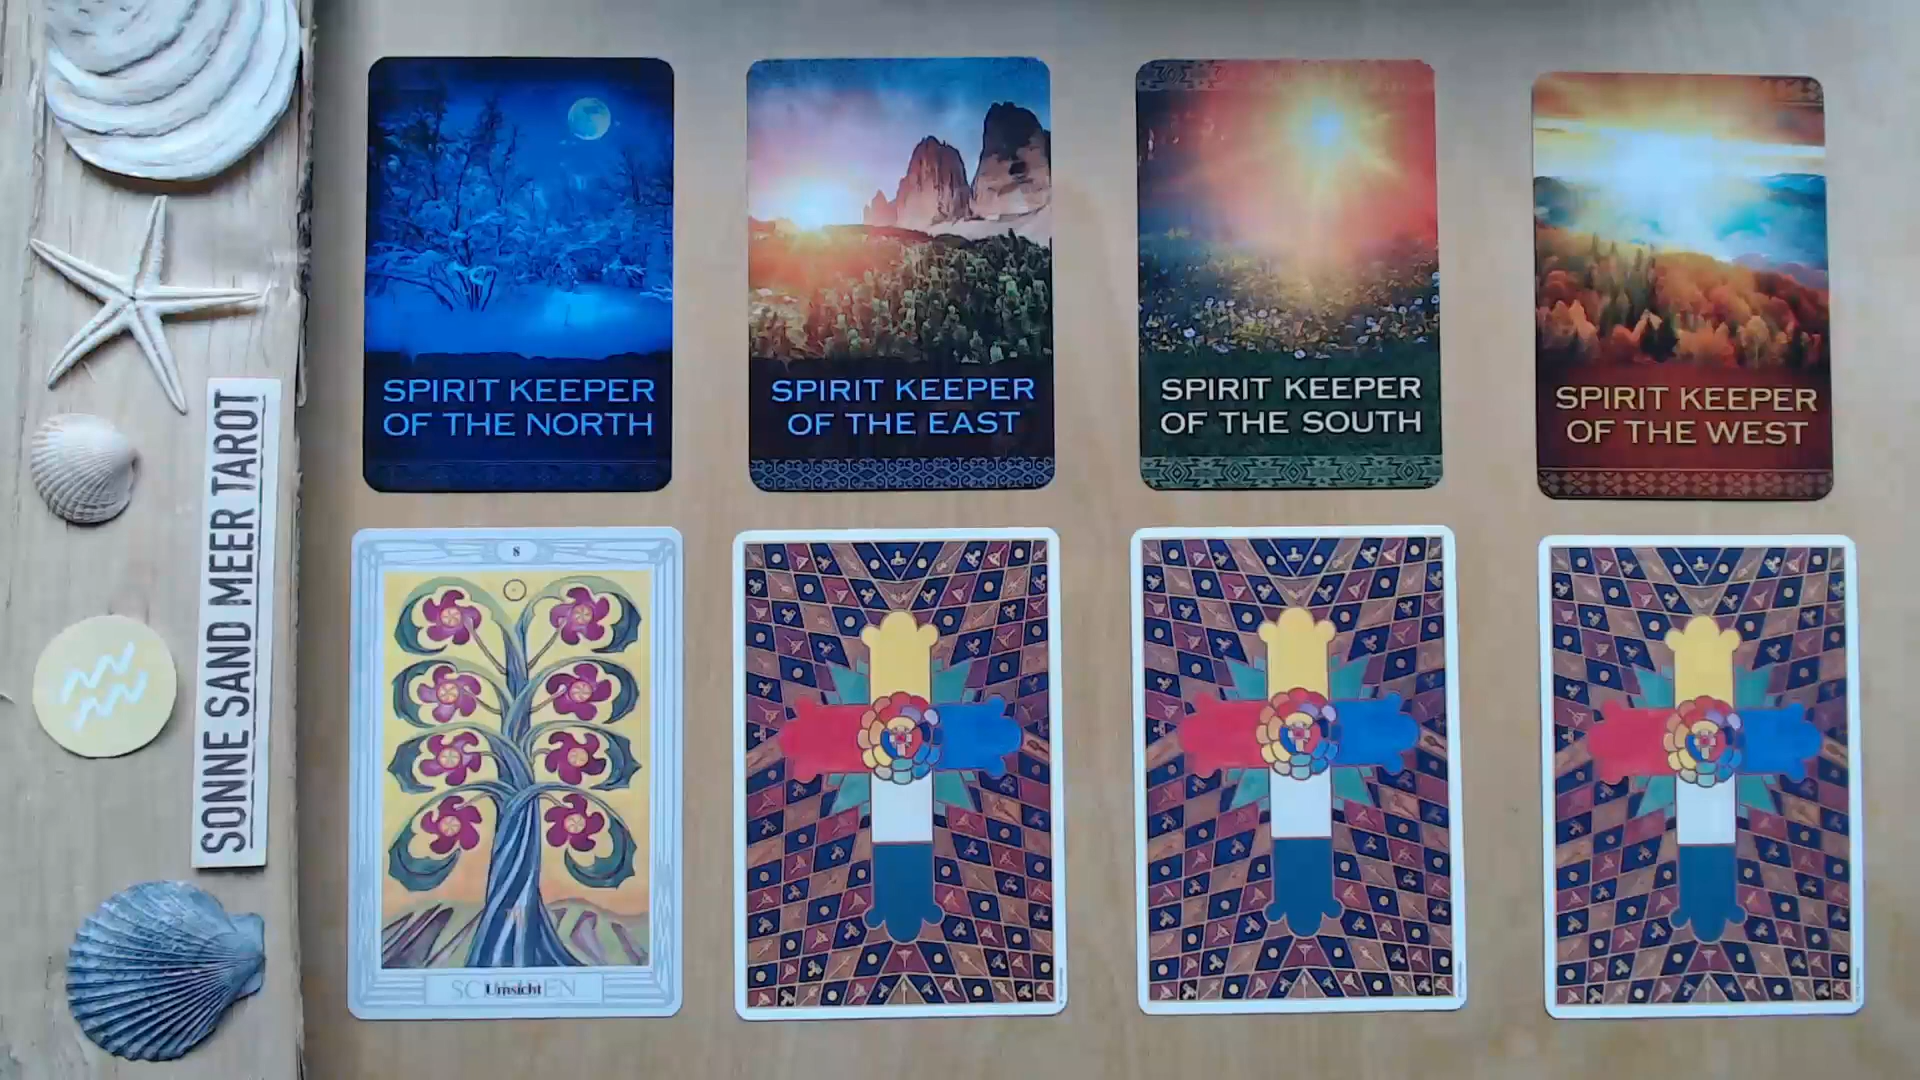 SONNE SAND MEER TAROT
SPIRIT KEEPER
OF THE NORTH
SPIRIT KEEPER
OF THE EAST
SPIRIT KEEPER
OF THE SOUTH
SPIRIT KEEPER
OF THE WEST
8
Umsicht